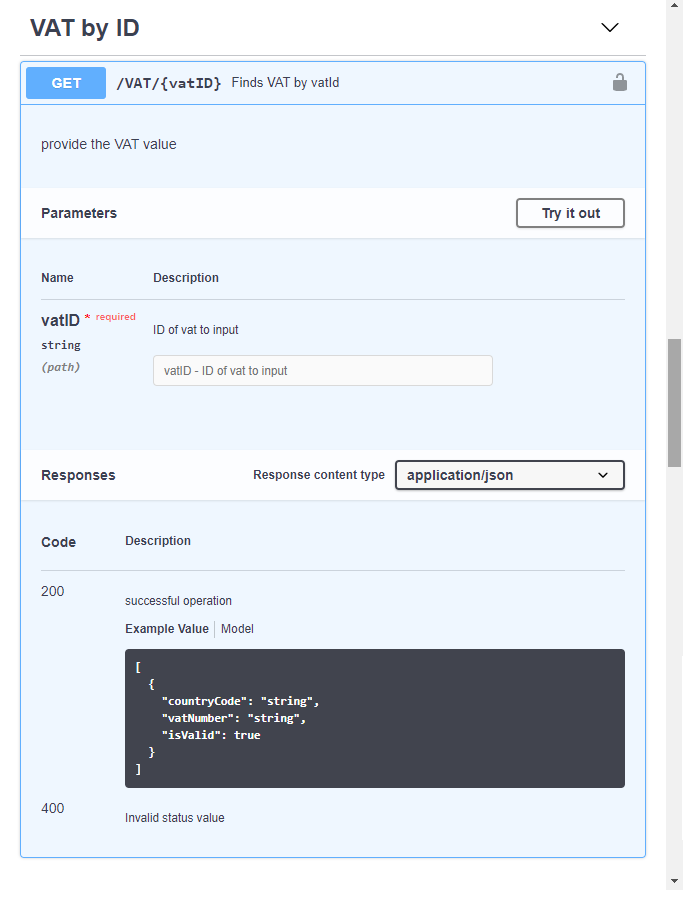 VAT by ID
GET /VAT/{vatID} Finds VAT by vatId
provide the VAT value
Parameters Try it out
Name Description
vatID * required
ID of vat to input
string
(path)
vatID - ID of vat to input
Responses Response content type application/json
Code Description
200
successful operation
Example Value Model
[
  {
    "countryCode": "string",
    "vatNumber": "string",
    "isValid": true
  }
]
400
Invalid status value